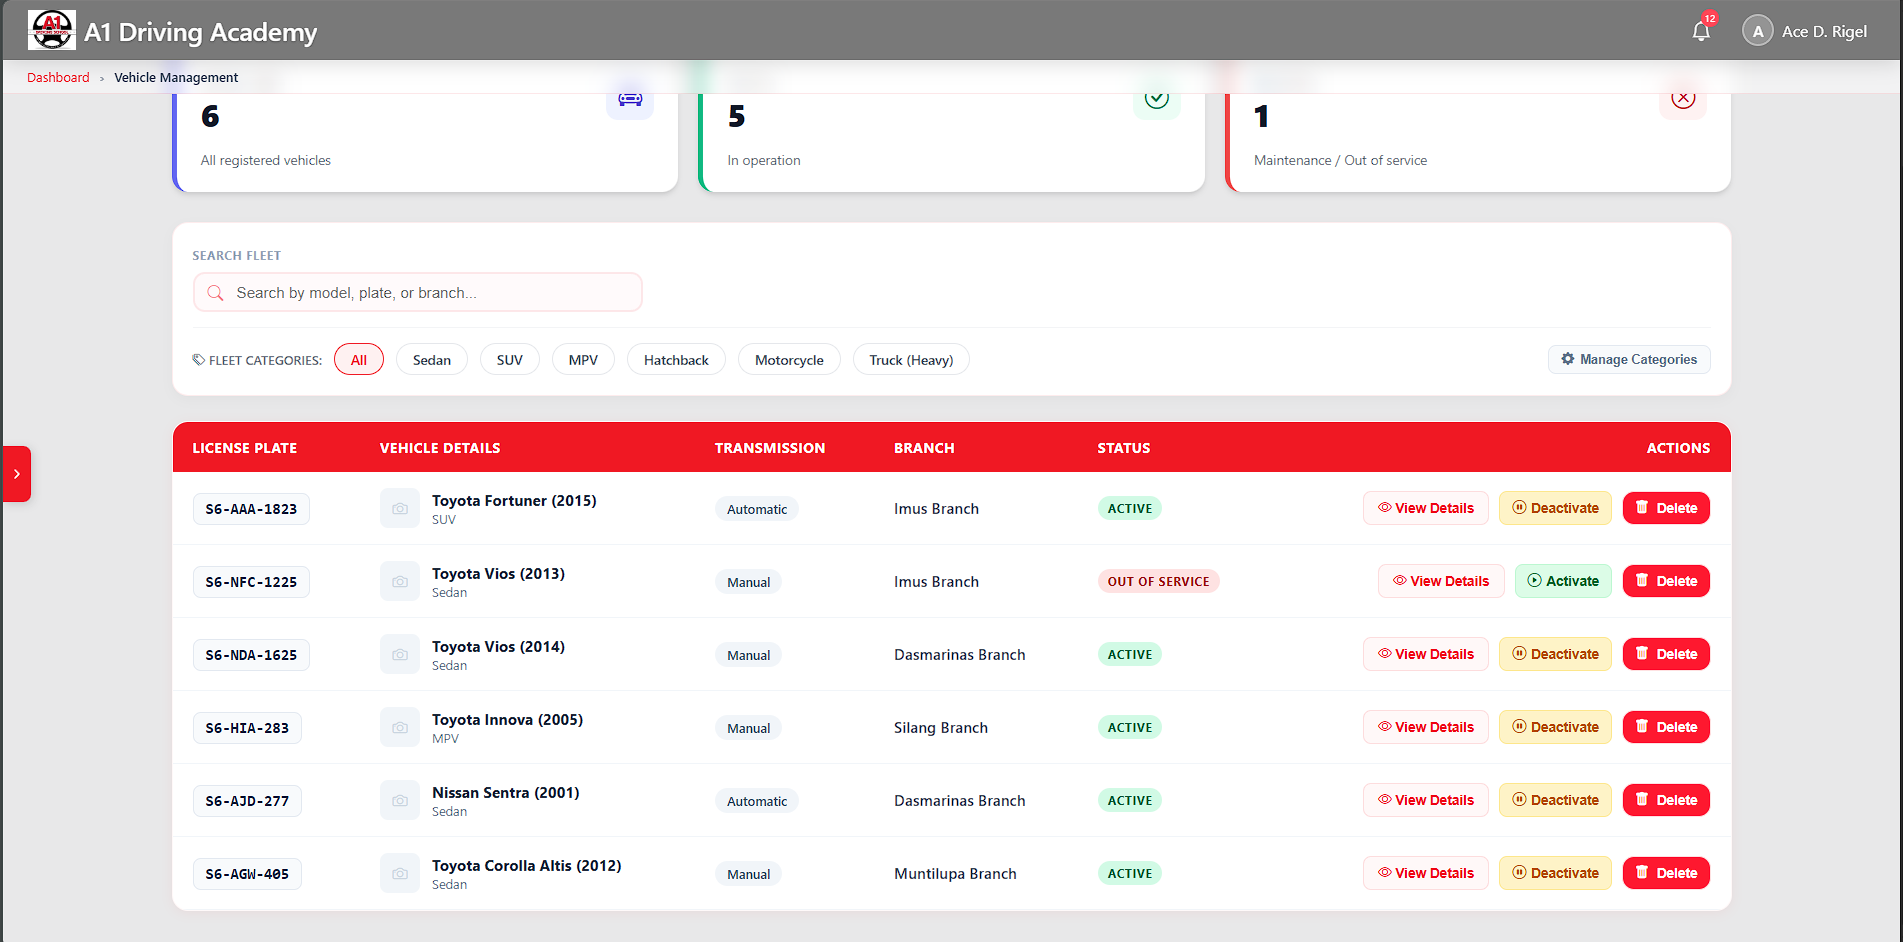 A1 Driving Academy
12
A Ace D. Rigel
Dashboard › Vehicle Management
6
All registered vehicles
5
In operation
1
Maintenance / Out of service
SEARCH FLEET
Search by model, plate, or branch...
FLEET CATEGORIES: All Sedan SUV MPV Hatchback Motorcycle Truck (Heavy) Manage Categories
LICENSE PLATE VEHICLE DETAILS TRANSMISSION BRANCH STATUS ACTIONS
S6-AAA-1823 Toyota Fortuner (2015) Automatic Imus Branch ACTIVE View Details Deactivate Delete
SUV
S6-NFC-1225 Toyota Vios (2013) Manual Imus Branch OUT OF SERVICE View Details Activate Delete
Sedan
S6-NDA-1625 Toyota Vios (2014) Manual Dasmarinas Branch ACTIVE View Details Deactivate Delete
Sedan
S6-HIA-283 Toyota Innova (2005) Manual Silang Branch ACTIVE View Details Deactivate Delete
MPV
S6-AJD-277 Nissan Sentra (2001) Automatic Dasmarinas Branch ACTIVE View Details Deactivate Delete
Sedan
S6-AGW-405 Toyota Corolla Altis (2012) Manual Muntilupa Branch ACTIVE View Details Deactivate Delete
Sedan